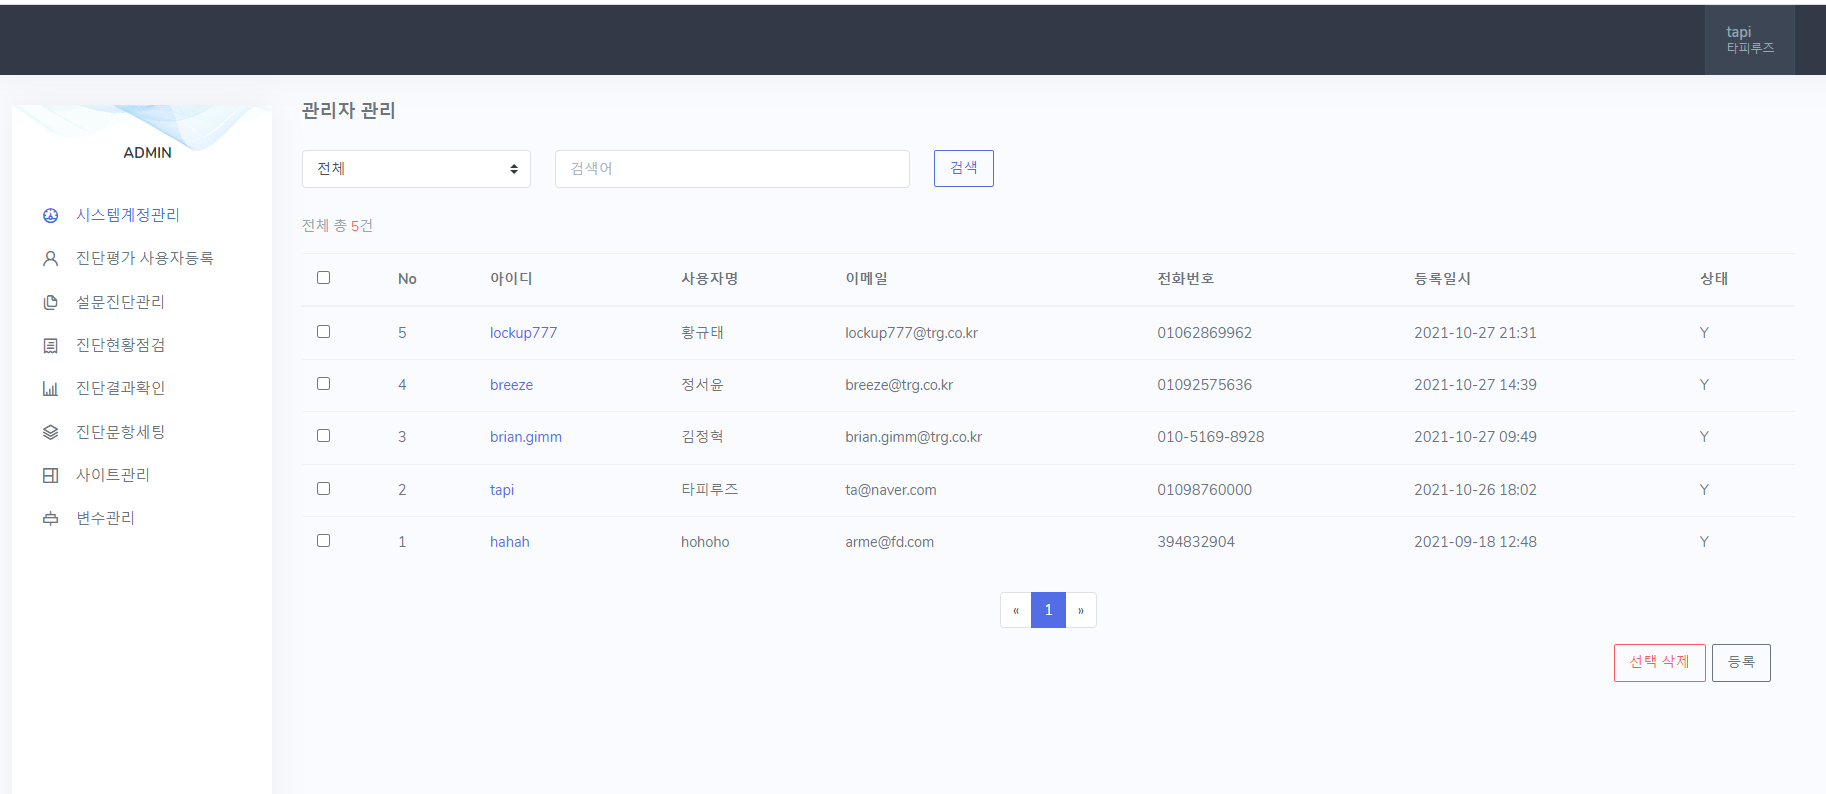 tapi
타피루즈
ADMIN
시스템계정관리
진단평가 사용자등록
설문진단관리
진단현황점검
진단결과확인
진단문항세팅
사이트관리
변수관리
관리자 관리
전체 검색어 검색
전체 총 5건
No 아이디 사용자명 이메일 전화번호 등록일시 상태
5 lockup777 황규태 lockup777@trg.co.kr 01062869962 2021-10-27 21:31 Y
4 breeze 정서윤 breeze@trg.co.kr 01092575636 2021-10-27 14:39 Y
3 brian.gimm 김정혁 brian.gimm@trg.co.kr 010-5169-8928 2021-10-27 09:49 Y
2 tapi 타피루즈 ta@naver.com 01098760000 2021-10-26 18:02 Y
1 hahah hohoho arme@fd.com 394832904 2021-09-18 12:48 Y
« 1 »
선택 삭제 등록